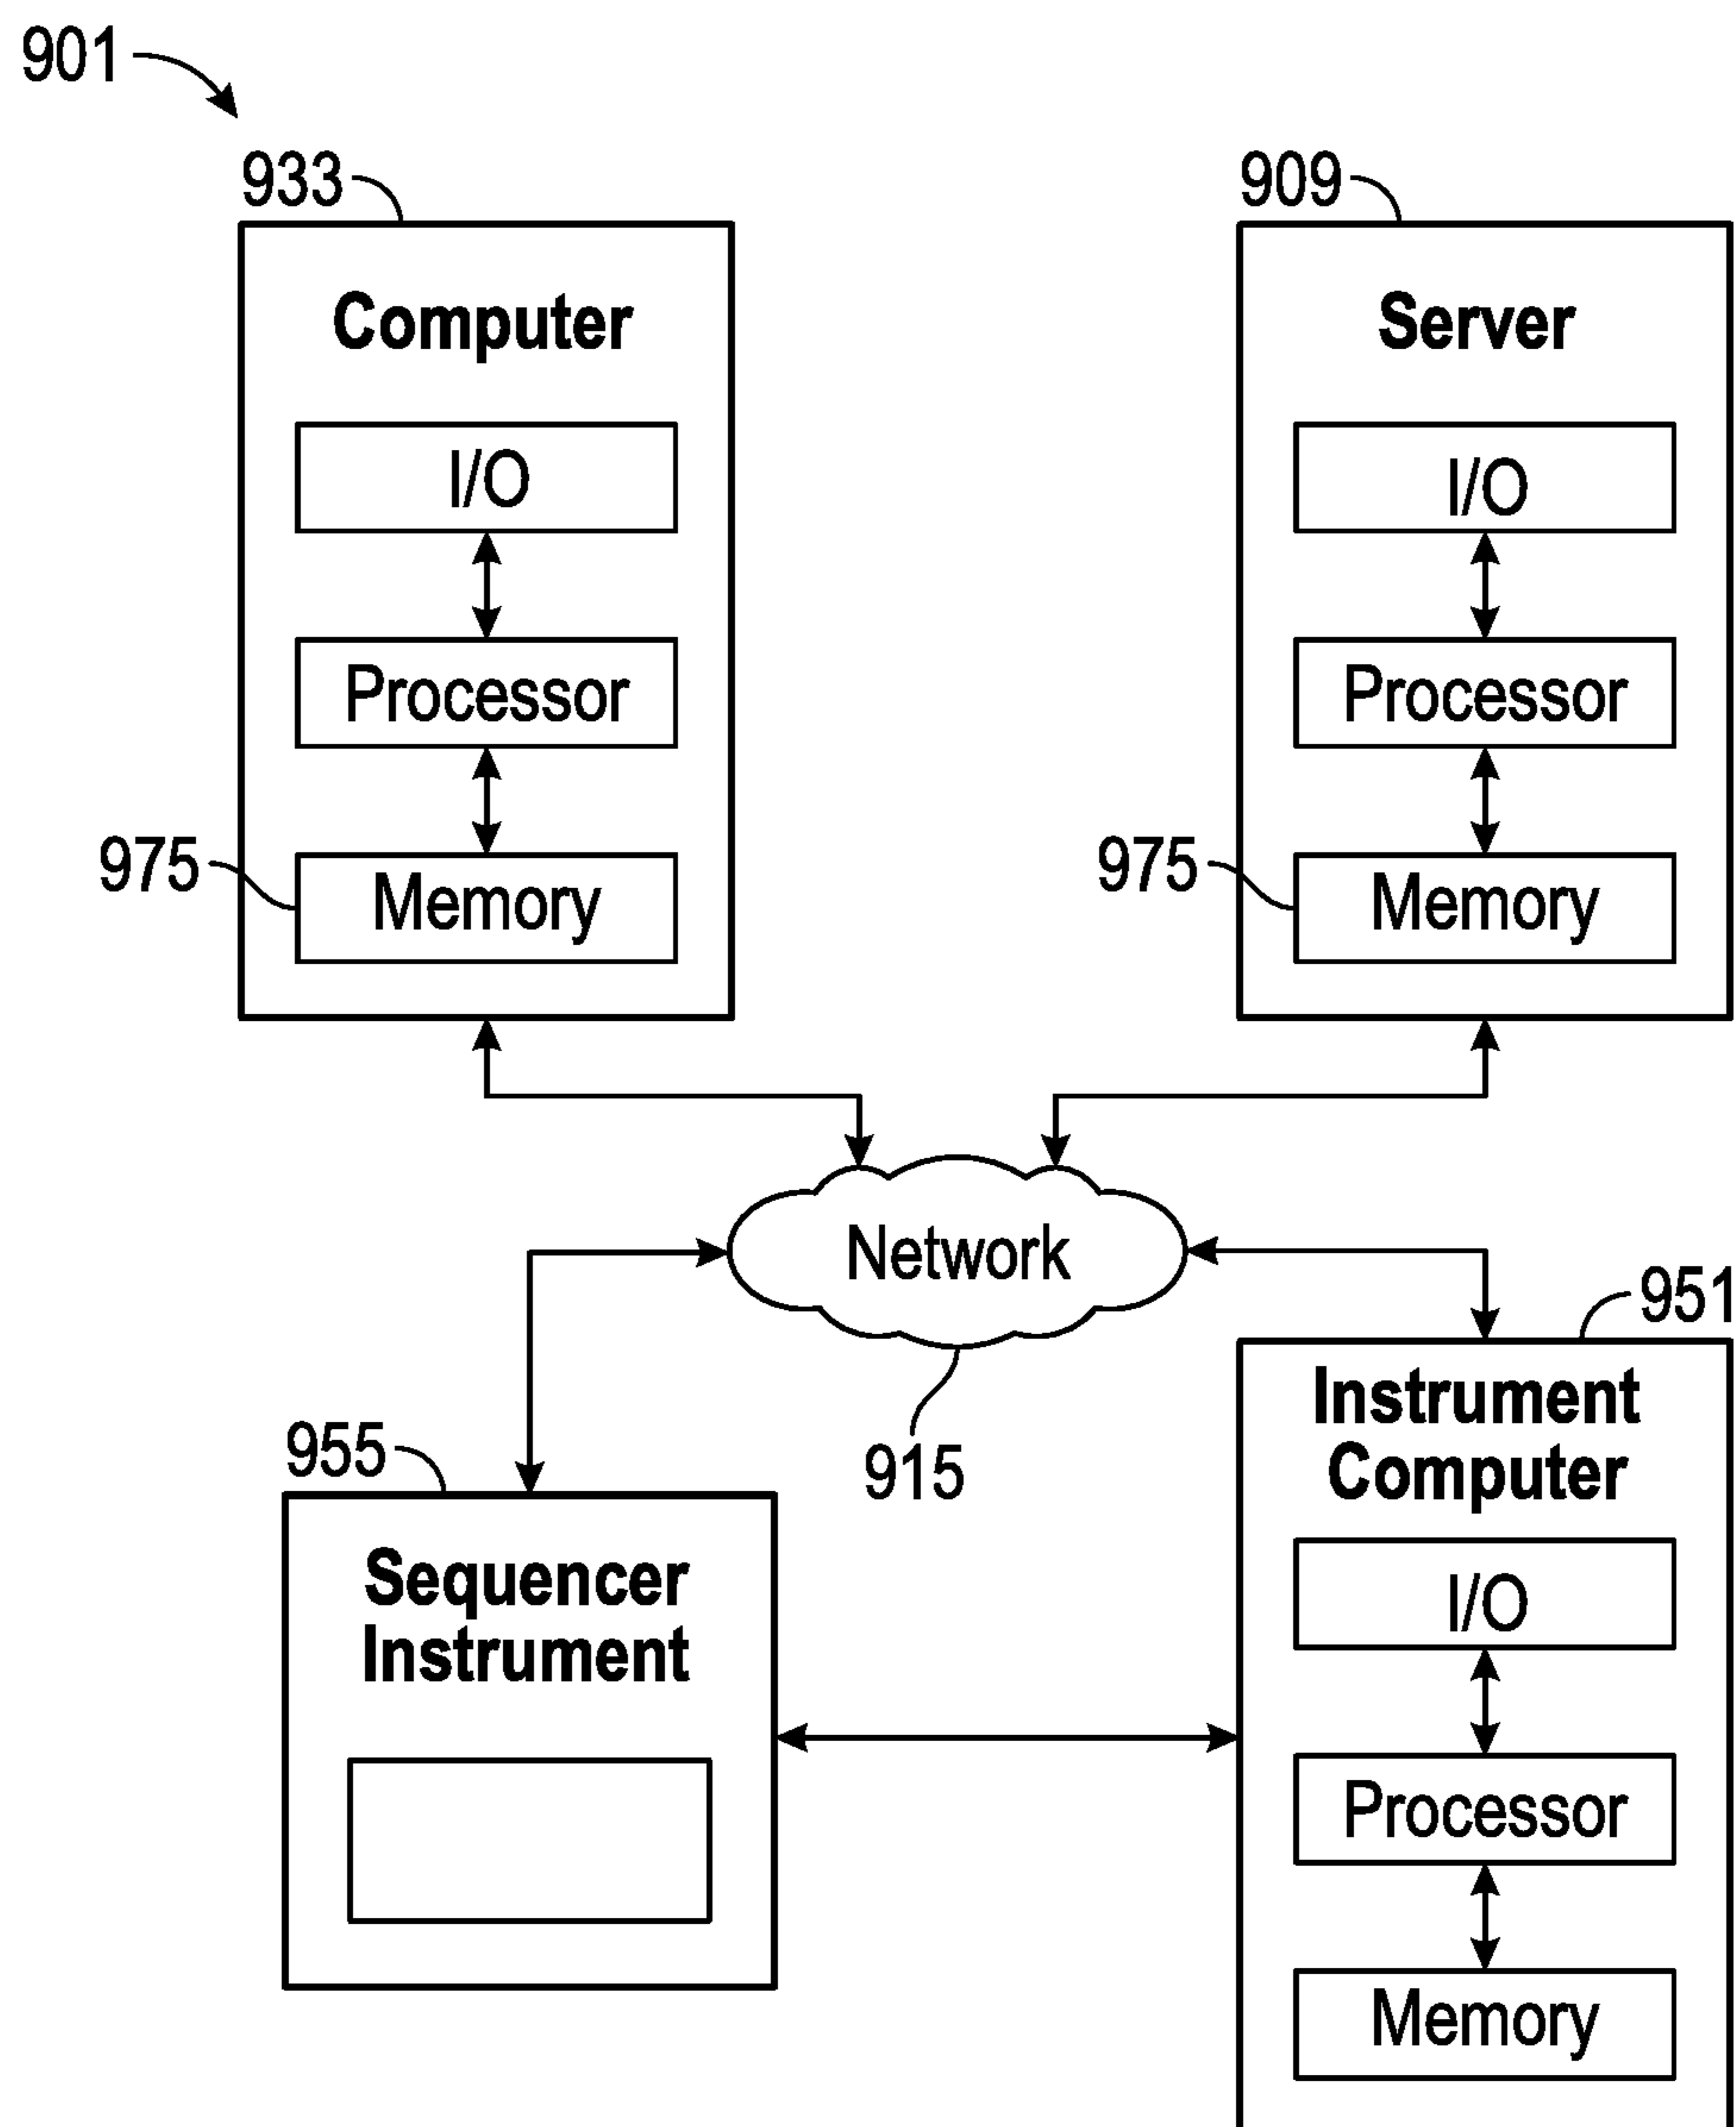 901
933
909
Computer
Server
I/O
I/O
Processor
Processor
975
Memory
975
Memory
Network
951
915
955
Instrument
Computer
Sequencer
Instrument
I/O
Processor
Memory